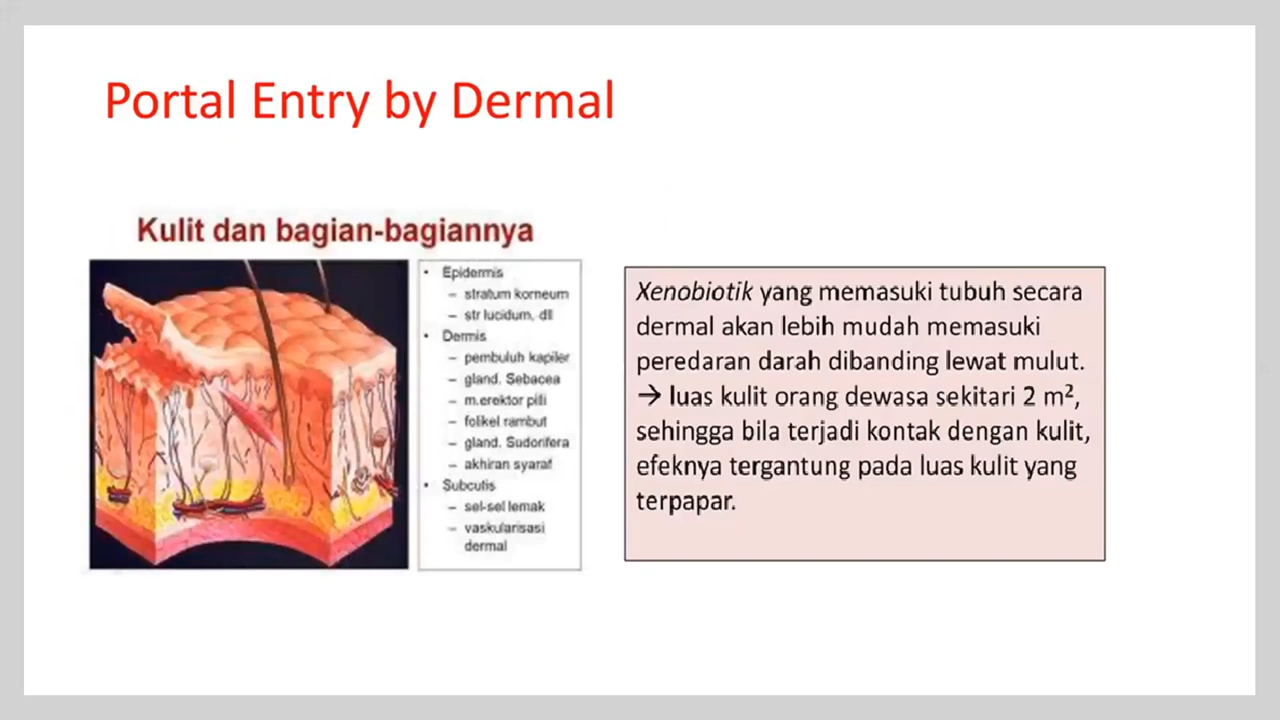 Portal Entry by Dermal
Kulit dan bagian-bagiannya
• Epidermis
– stratum korneum
– str lucidum, dll
• Dermis
– pembuluh kapiler
– gland. Sebacea
– m.erektor pili
– folikel rambut
– gland. Sudorifera
– akhiran syaraf
• Subcutis
– sel-sel lemak
– vaskularisasi
dermal
Xenobiotik yang memasuki tubuh secara
dermal akan lebih mudah memasuki
peredaran darah dibanding lewat mulut.
→ luas kulit orang dewasa sekitari 2 m²,
sehingga bila terjadi kontak dengan kulit,
efeknya tergantung pada luas kulit yang
terpapar.